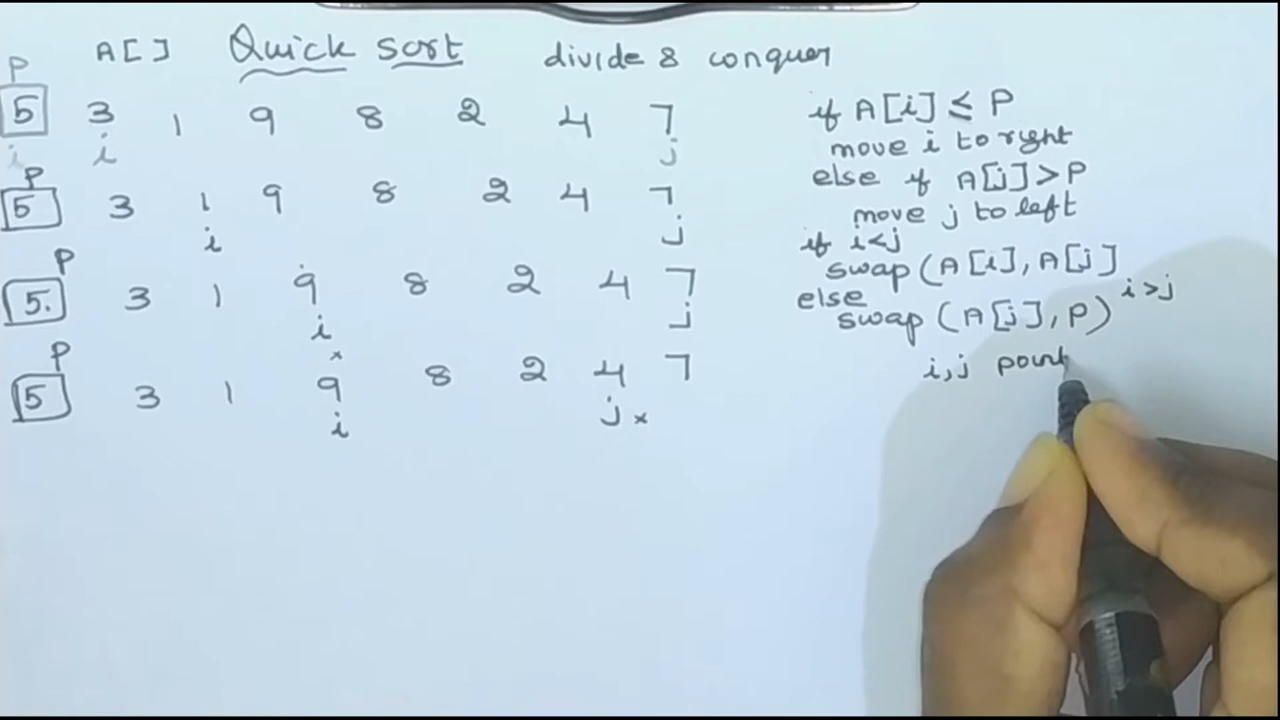 A[] Quick sort divide & conquer
P
5 3 1 9 8 2 4 7
i i j
P
5 3 1 9 8 2 4 7
i j
P
5. 3 1 9 8 2 4 7
i j
x
P
5 3 1 9 8 2 4 7
i j x
if A[i] ≤ P
move i to right
else if A[j] > P
move j to left
if i<j
swap (A[i], A[j]
else
swap (A[j], P) i>j
i,j point